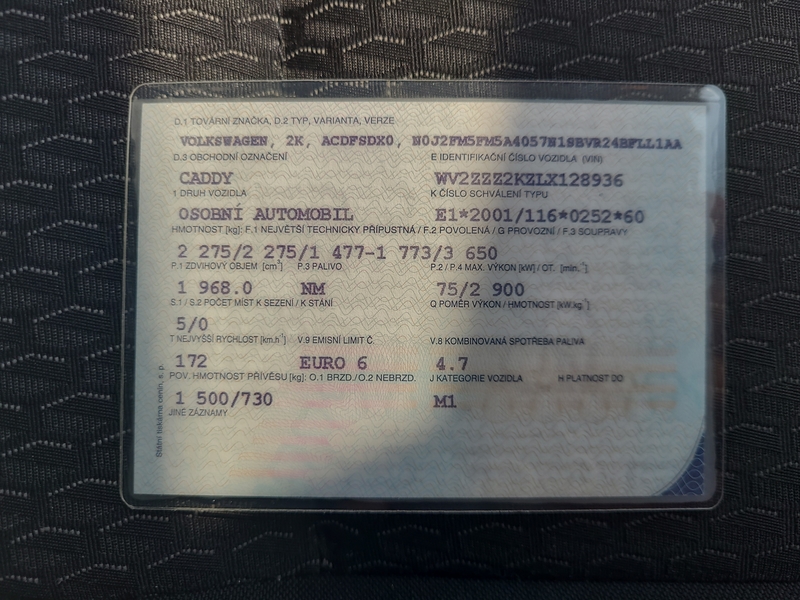 D.1 TOVÁRNÍ ZNAČKA, D.2 TYP, VARIANTA, VERZE
VOLKSWAGEN, 2K, ACDFSDX0, N0J2FM5FM5A4057N1SBVR24BFLL1AA
D.3 OBCHODNÍ OZNAČENÍ E IDENTIFIKAČNÍ ČÍSLO VOZIDLA (VIN)
CADDY WV2ZZZ2KZLX128936
1 DRUH VOZIDLA K ČÍSLO SCHVÁLENÍ TYPU
OSOBNÍ AUTOMOBIL E1*2001/116*0252*60
HMOTNOST [kg]: F.1 NEJVĚTŠÍ TECHNICKY PŘÍPUSTNÁ / F.2 POVOLENÁ / G PROVOZNÍ / F.3 SOUPRAVY
2 275/2 275/1 477-1 773/3 650
P.1 ZDVIHOVÝ OBJEM [cm³] P.3 PALIVO P.2 / P.4 MAX. VÝKON [kW] / OT. [min.⁻¹]
1 968.0 NM 75/2 900
S.1 / S.2 POČET MÍST K SEZENÍ / K STÁNÍ Q POMĚR VÝKON / HMOTNOST [kW.kg⁻¹]
5/0
T NEJVYŠŠÍ RYCHLOST [km.h⁻¹] V.9 EMISNÍ LIMIT Č. V.8 KOMBINOVANÁ SPOTŘEBA PALIVA
172 EURO 6 4.7
POV. HMOTNOST PŘÍVĚSU [kg]: O.1 BRZD./O.2 NEBRZD. J KATEGORIE VOZIDLA H PLATNOST DO
1 500/730 M1
JINÉ ZÁZNAMY
Státní tiskárna cenin, s. p.